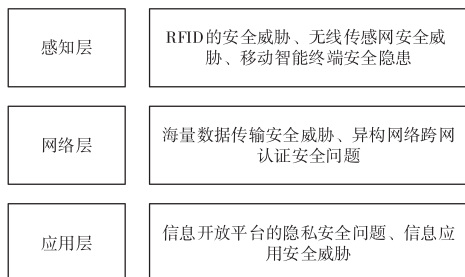 感知层
RFID的安全威胁、无线传感网安全威
胁、移动智能终端安全隐患
网络层
海量数据传输安全威胁、异构网络跨网
认证安全问题
应用层
信息开放平台的隐私安全问题、信息应
用安全威胁